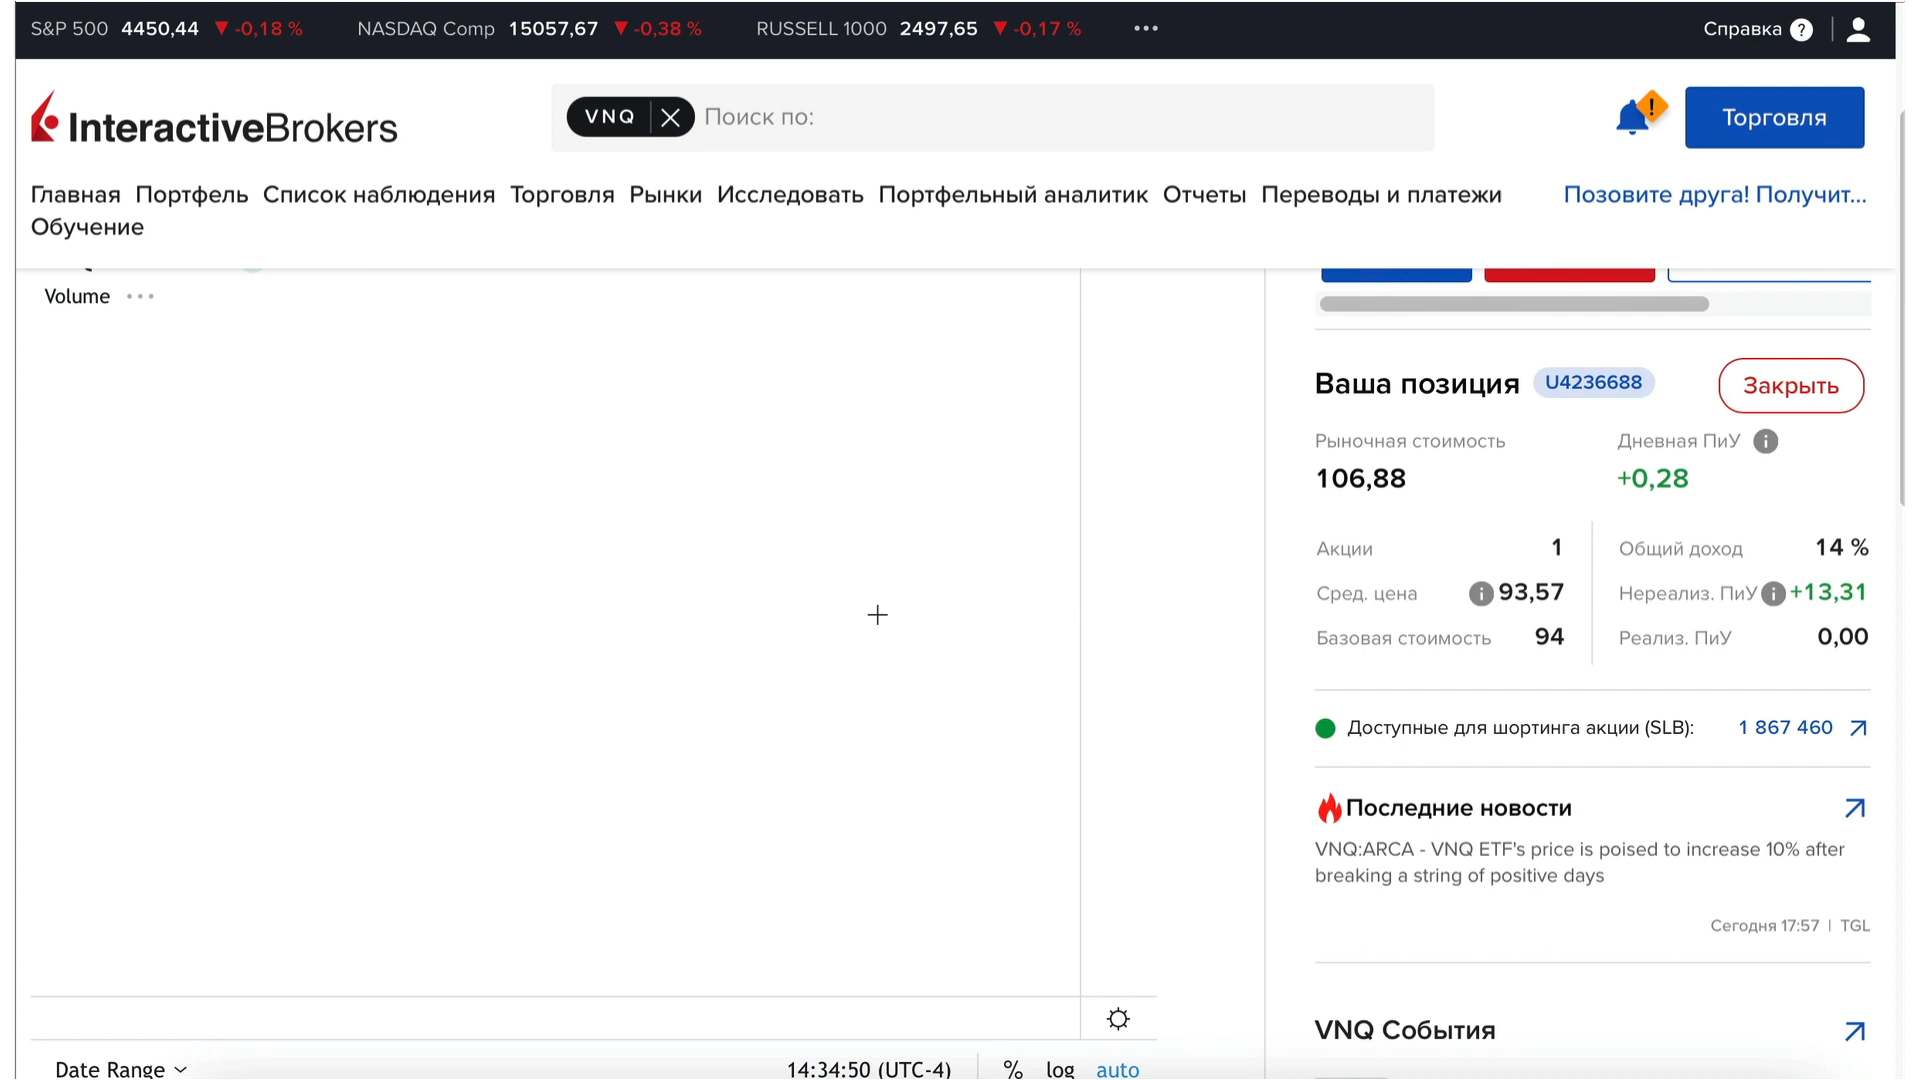 S&P 500 4450,44 ▼ -0,18 % NASDAQ Comp 15057,67 ▼ -0,38 % RUSSELL 1000 2497,65 ▼ -0,17 % ••• Справка ?
InteractiveBrokers VNQ Поиск по: ! Торговля
Главная Портфель Список наблюдения Торговля Рынки Исследовать Портфельный аналитик Отчеты Переводы и платежи Позовите друга! Получит...
Обучение
Volume •••
Ваша позиция U4236688 Закрыть
Рыночная стоимость Дневная ПиУ i
106,88 +0,28
Акции 1 Общий доход 14 %
Сред. цена i 93,57 Нереализ. ПиУ i +13,31
Базовая стоимость 94 Реализ. ПиУ 0,00
Доступные для шортинга акции (SLB): 1 867 460
Последние новости
VNQ:ARCA - VNQ ETF's price is poised to increase 10% after
breaking a string of positive days
Сегодня 17:57 | TGL
VNQ События
Date Range 14:34:50 (UTC-4) % log auto